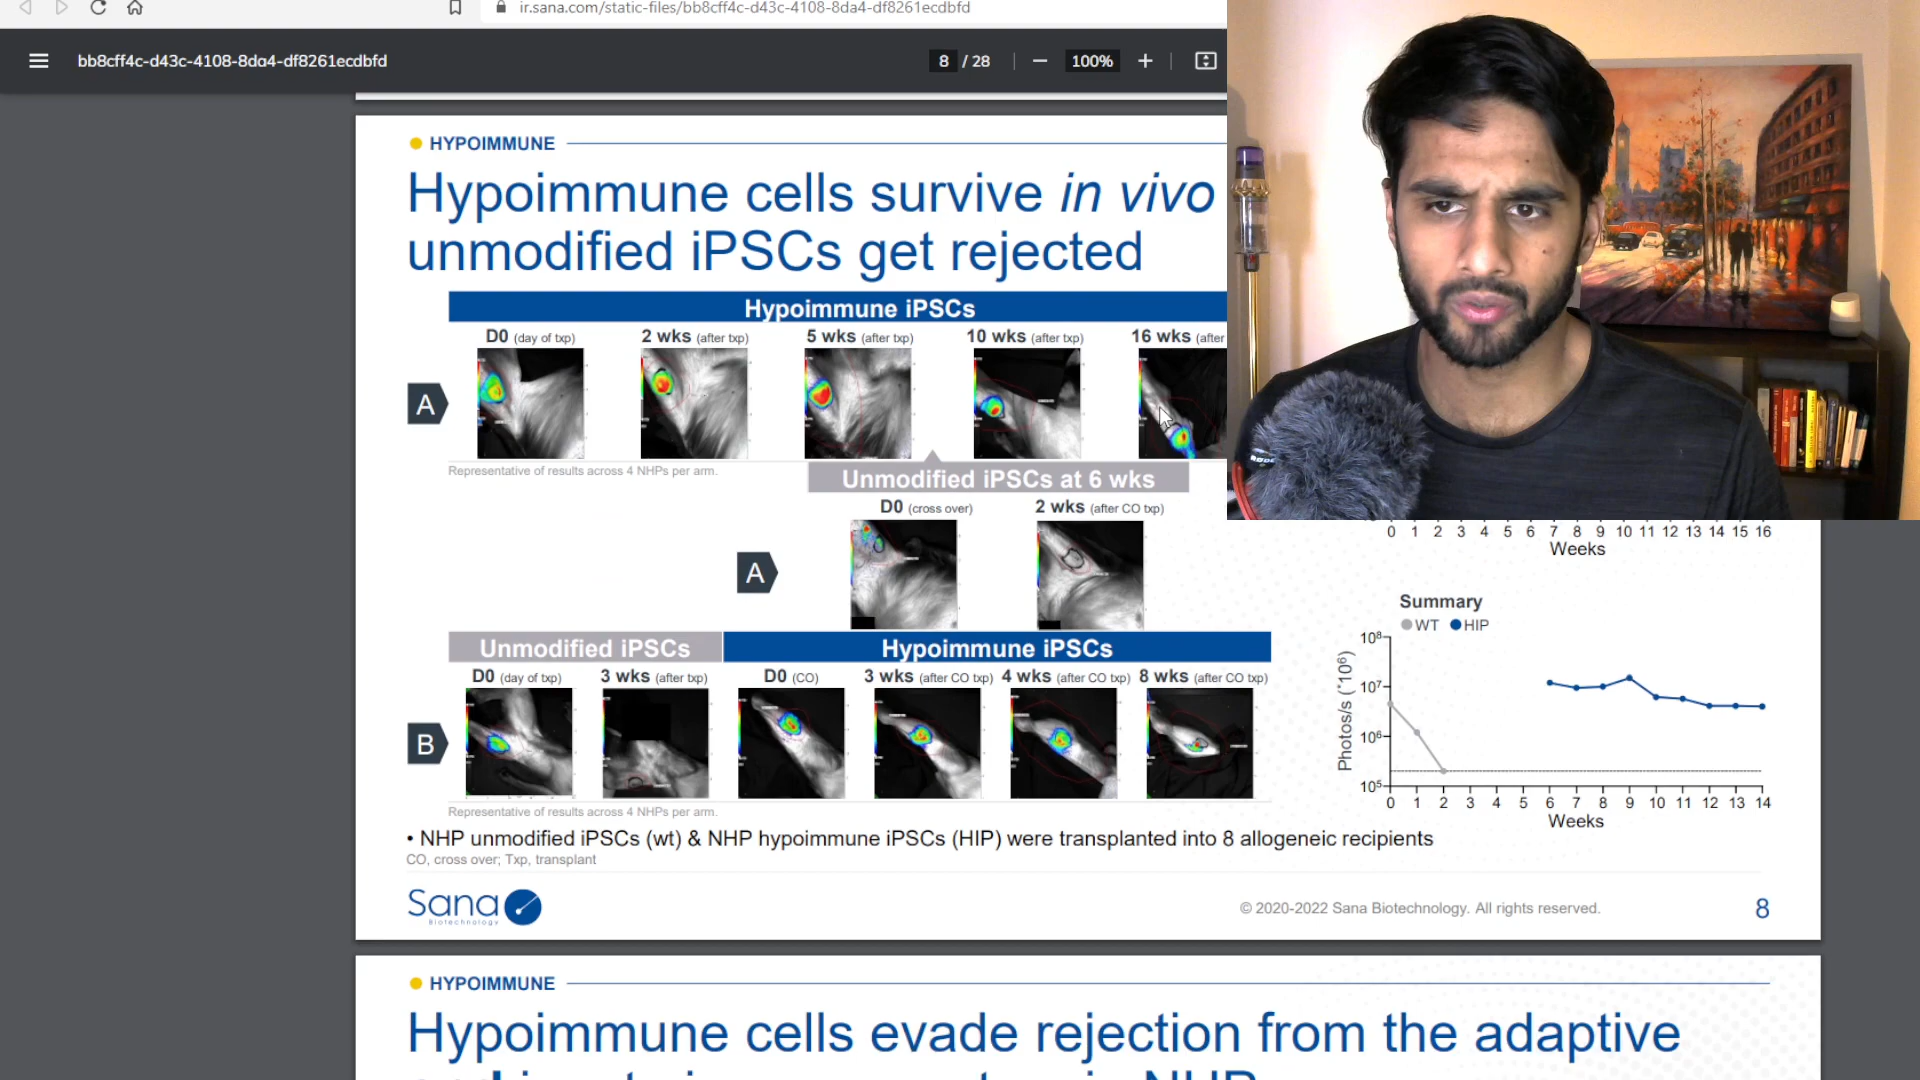 ir.sana.com/static-files/bb8cff4c-d43c-4108-8da4-df8261ecdbfd
bb8cff4c-d43c-4108-8da4-df8261ecdbfd
8 / 28
100%
HYPOIMMUNE
Hypoimmune cells survive in vivo
unmodified iPSCs get rejected
Hypoimmune iPSCs
D0 (day of txp) 2 wks (after txp) 5 wks (after txp) 10 wks (after txp) 16 wks (after
A
Representative of results across 4 NHPs per arm.
Unmodified iPSCs at 6 wks
D0 (cross over) 2 wks (after CO txp)
A
0 1 2 3 4 5 6 7 8 9 10 11 12 13 14 15 16
Weeks
Unmodified iPSCs Hypoimmune iPSCs
D0 (day of txp) 3 wks (after txp) D0 (CO) 3 wks (after CO txp) 4 wks (after CO txp) 8 wks (after CO txp)
B
Representative of results across 4 NHPs per arm.
Summary
WT HIP
Photos/s (*10⁶)
10⁸
10⁷
10⁶
10⁵
0 1 2 3 4 5 6 7 8 9 10 11 12 13 14
Weeks
• NHP unmodified iPSCs (wt) & NHP hypoimmune iPSCs (HIP) were transplanted into 8 allogeneic recipients
CO, cross over; Txp, transplant
Sana
Biotechnology
© 2020-2022 Sana Biotechnology. All rights reserved.
8
HYPOIMMUNE
Hypoimmune cells evade rejection from the adaptive